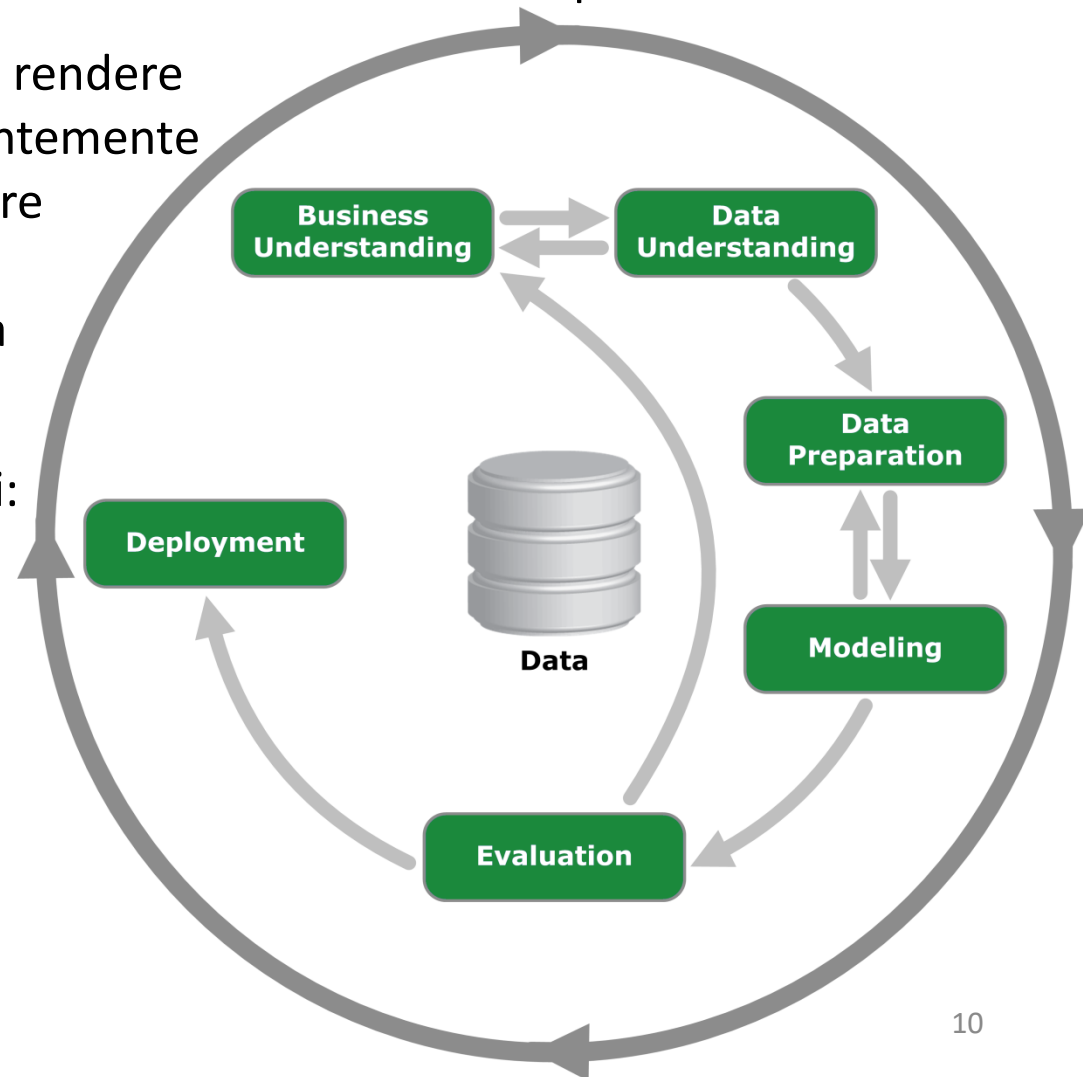 rendere
ntemente
re
i:
Business
Understanding
Data
Understanding
Data
Preparation
Modeling
Evaluation
Deployment
Data
10